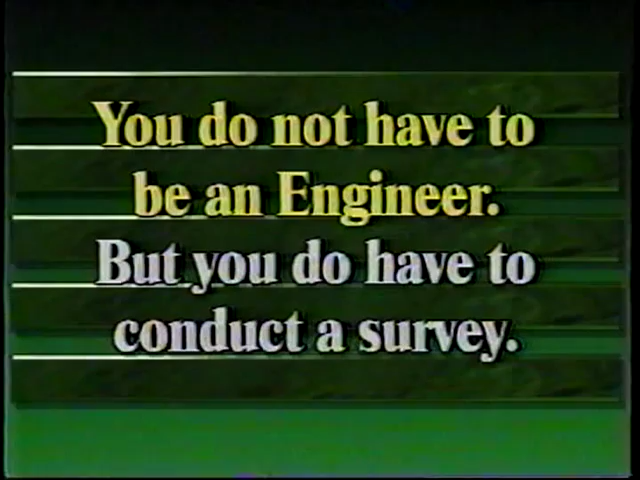 You do not have to
be an Engineer.
But you do have to
conduct a survey.